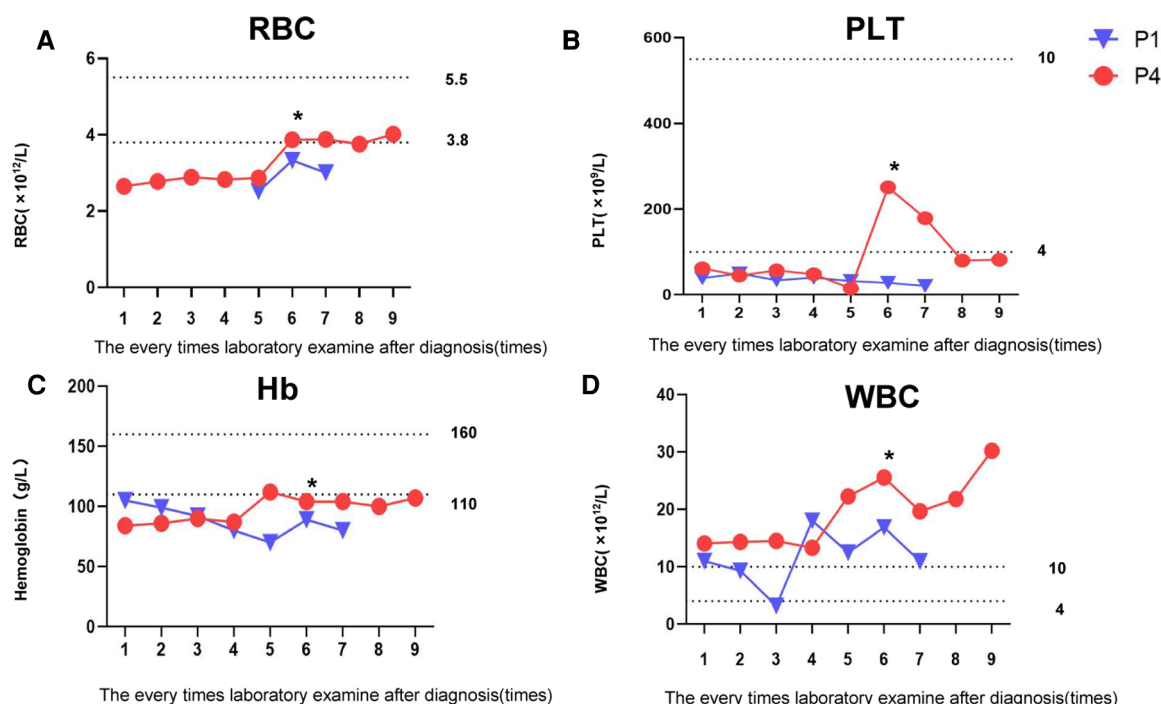 A
RBC
6
4
2
0
RBC( ×10¹²/L)
5.5
3.8
*
1 2 3 4 5 6 7 8 9
The every times laboratory examine after diagnosis(times)
B
PLT
600
400
200
0
PLT( ×10⁹/L)
10
4
*
1 2 3 4 5 6 7 8 9
The every times laboratory examine after diagnosis(times)
P1
P4
C
Hb
200
150
100
50
0
Hemoglobin（g/L）
160
110
*
1 2 3 4 5 6 7 8 9
The every times laboratory examine after diagnosis(times)
D
WBC
40
30
20
10
0
WBC( ×10¹²/L)
10
4
*
1 2 3 4 5 6 7 8 9
The every times laboratory examine after diagnosis(times)